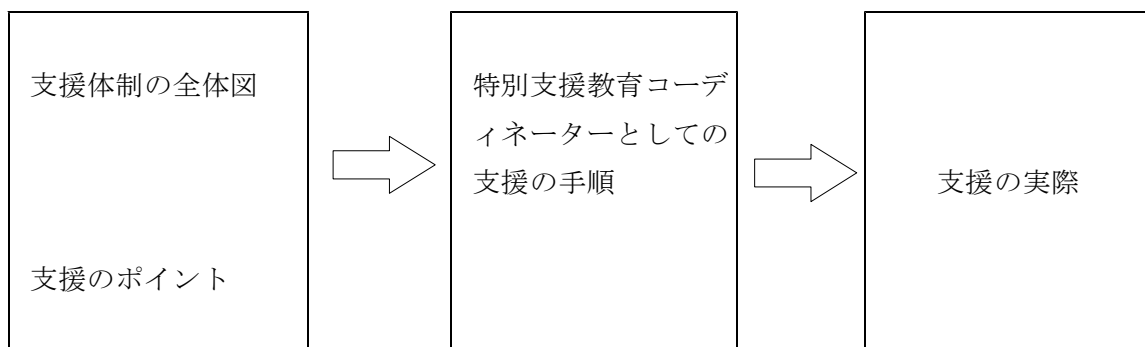 支援体制の全体図
支援のポイント
特別支援教育コーデ
ィネーターとしての
支援の手順
支援の実際